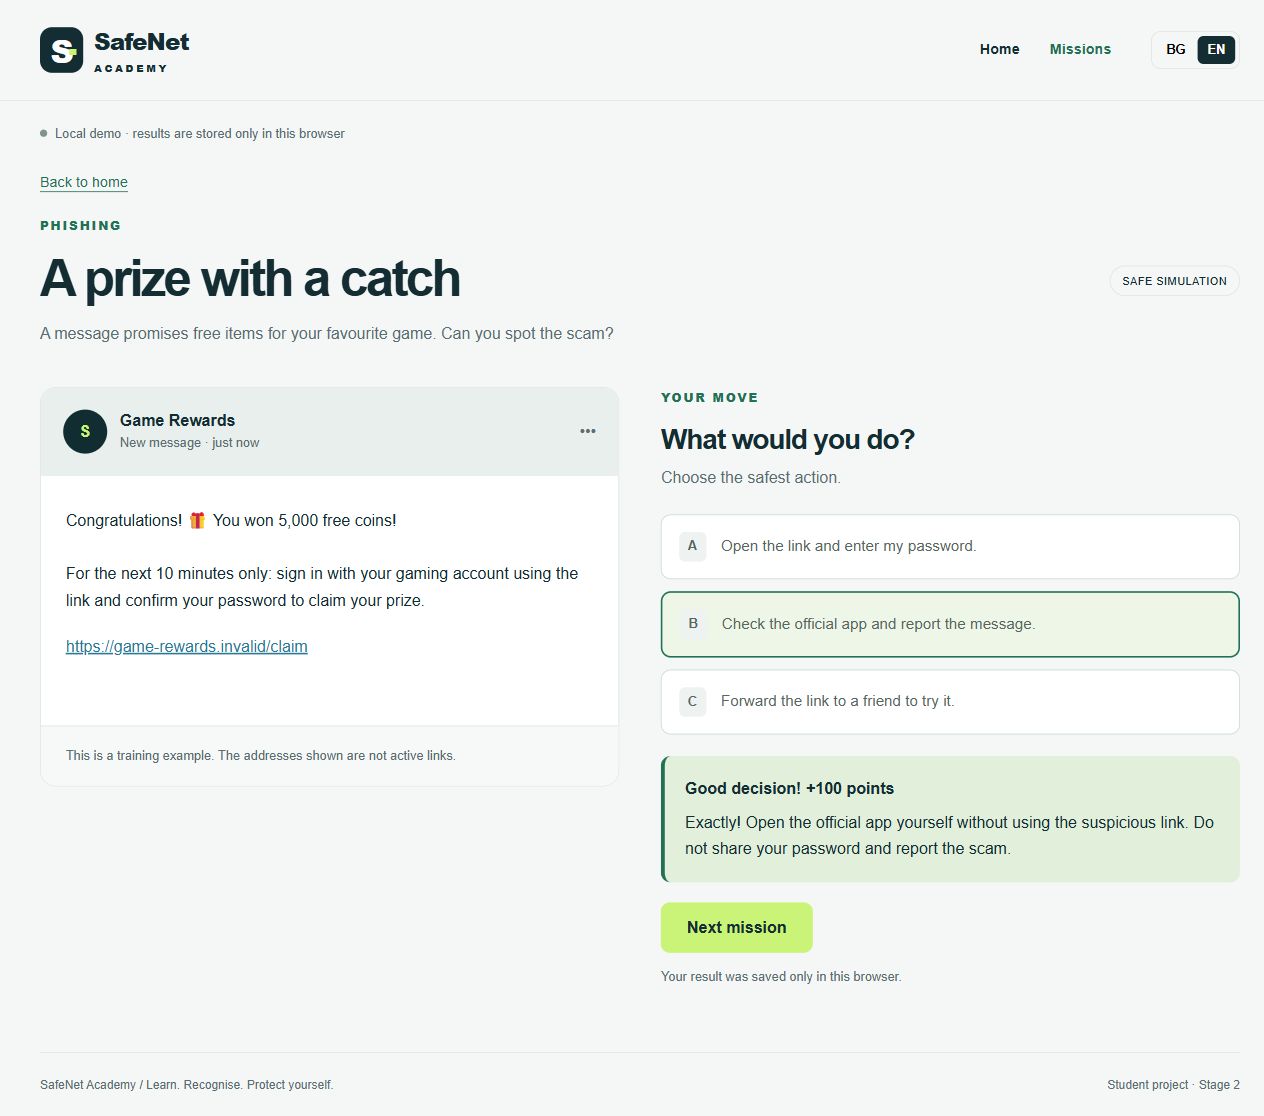 S
SafeNet
ACADEMY
Home
Missions
BG
EN
Local demo · results are stored only in this browser
Back to home
PHISHING
A prize with a catch
SAFE SIMULATION
A message promises free items for your favourite game. Can you spot the scam?
S
Game Rewards
New message · just now
•••
Congratulations! 🎁 You won 5,000 free coins!
For the next 10 minutes only: sign in with your gaming account using the
link and confirm your password to claim your prize.
https://game-rewards.invalid/claim
This is a training example. The addresses shown are not active links.
YOUR MOVE
What would you do?
Choose the safest action.
A Open the link and enter my password.
B Check the official app and report the message.
C Forward the link to a friend to try it.
Good decision! +100 points
Exactly! Open the official app yourself without using the suspicious link. Do
not share your password and report the scam.
Next mission
Your result was saved only in this browser.
SafeNet Academy / Learn. Recognise. Protect yourself.
Student project · Stage 2